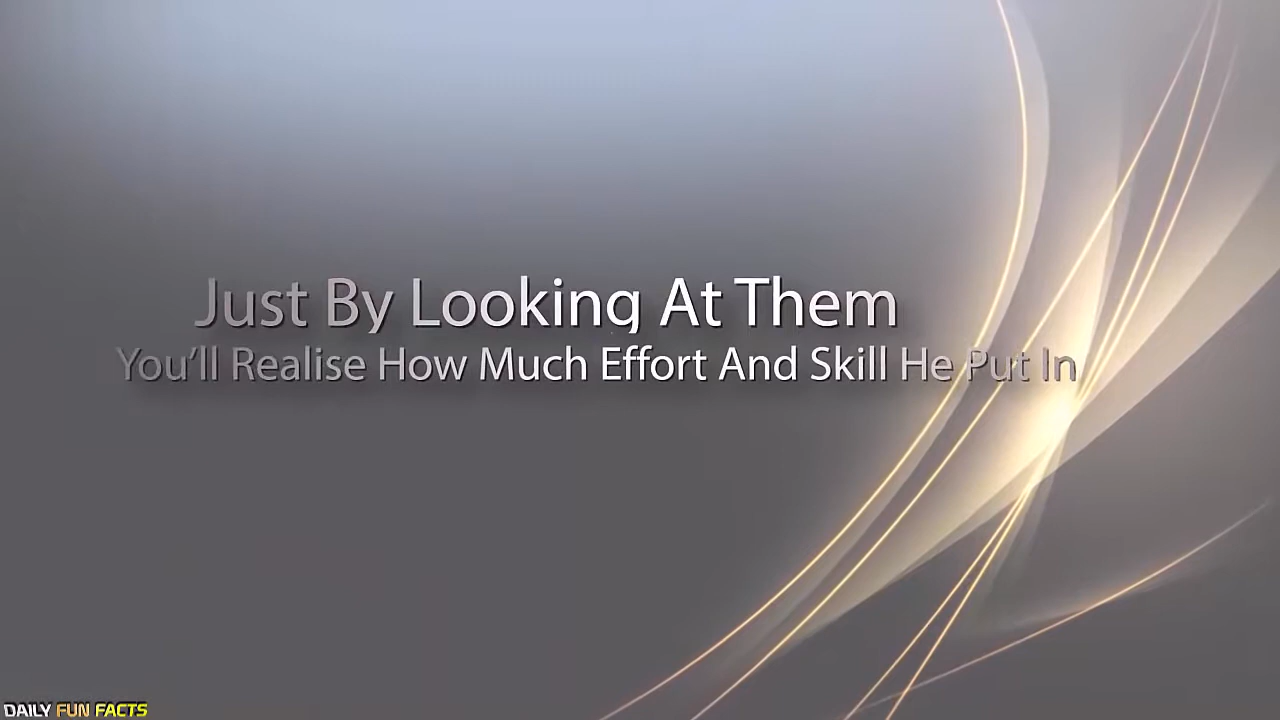 Just By Looking At Them
You’ll Realise How Much Effort And Skill He Put In
DAILY FUN FACTS